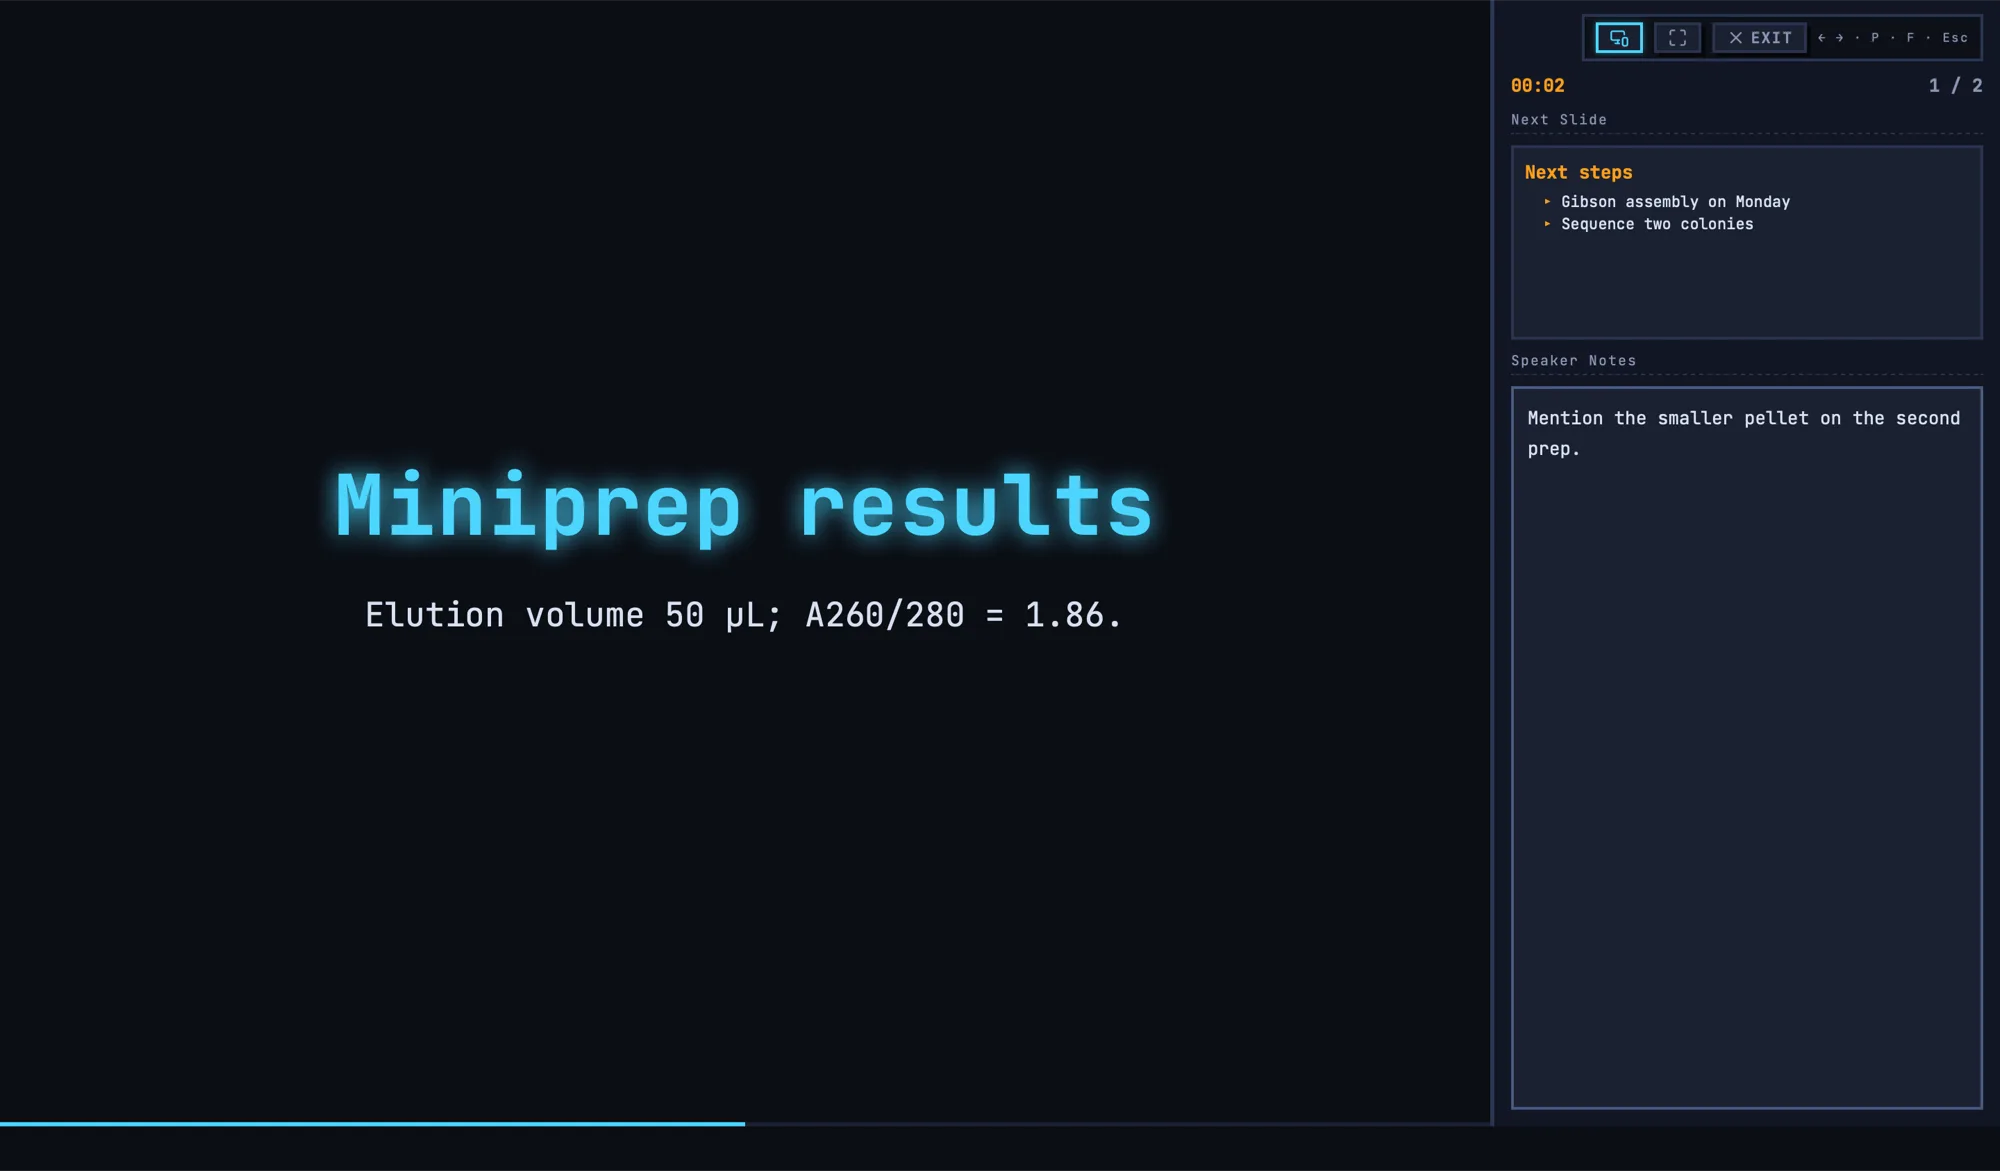 Miniprep results
Elution volume 50 µL; A260/280 = 1.86.
EXIT ← → · P · F · Esc
00:02 1 / 2
Next Slide
Next steps
▸ Gibson assembly on Monday
▸ Sequence two colonies
Speaker Notes
Mention the smaller pellet on the second
prep.